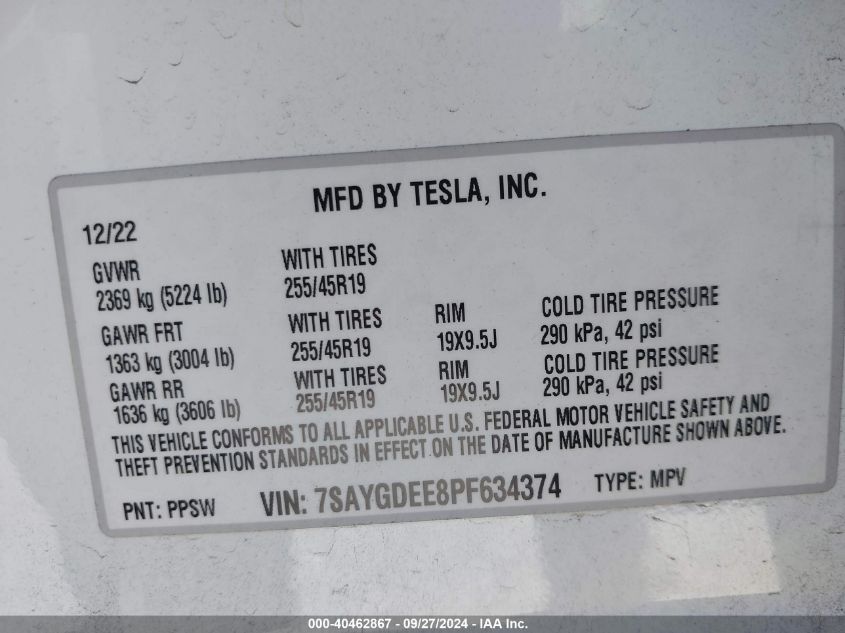 MFD BY TESLA, INC.
12/22
GVWR WITH TIRES
2369 kg (5224 lb) 255/45R19
GAWR FRT WITH TIRES RIM COLD TIRE PRESSURE
1363 kg (3004 lb) 255/45R19 19X9.5J 290 kPa, 42 psi
GAWR RR WITH TIRES RIM COLD TIRE PRESSURE
1636 kg (3606 lb) 255/45R19 19X9.5J 290 kPa, 42 psi
THIS VEHICLE CONFORMS TO ALL APPLICABLE U.S. FEDERAL MOTOR VEHICLE SAFETY AND
THEFT PREVENTION STANDARDS IN EFFECT ON THE DATE OF MANUFACTURE SHOWN ABOVE.
PNT: PPSW VIN: 7SAYGDEE8PF634374 TYPE: MPV
000-40462867 - 09/27/2024 - IAA Inc.